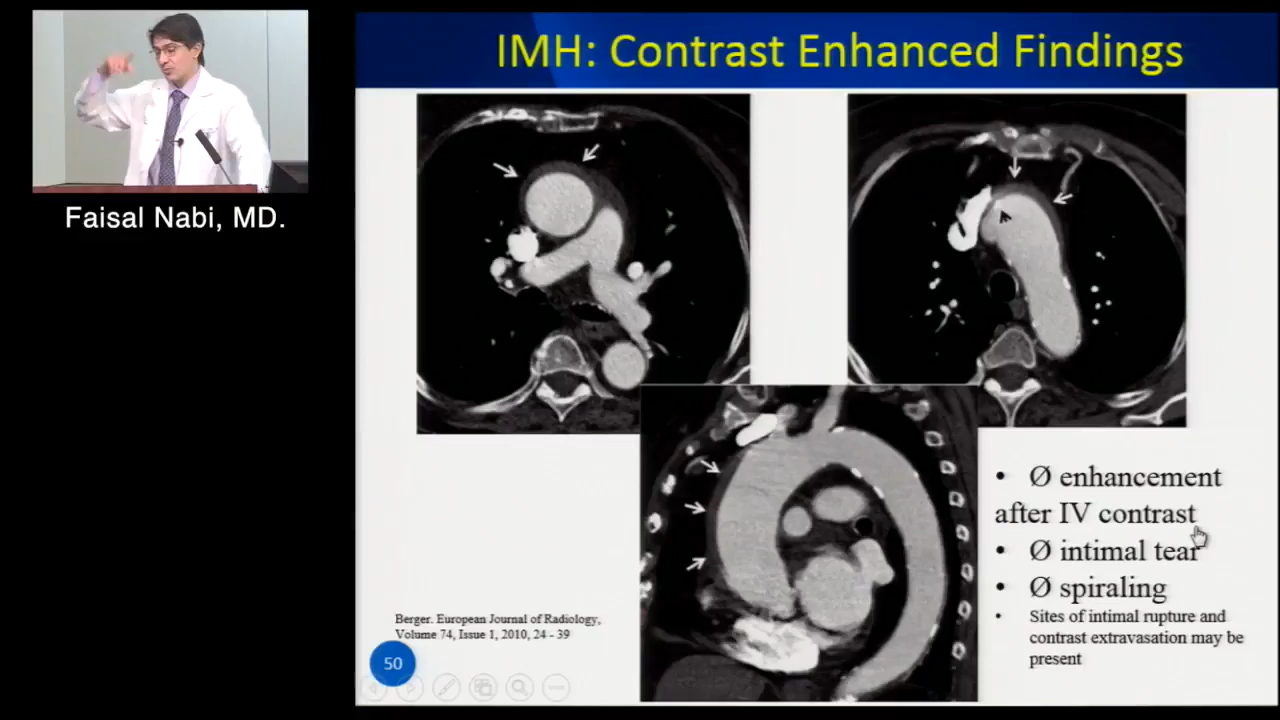 IMH: Contrast Enhanced Findings
Faisal Nabi, MD.
• Ø enhancement
after IV contrast
• Ø intimal tear
• Ø spiraling
• Sites of intimal rupture and
contrast extravasation may be
present
Berger. European Journal of Radiology,
Volume 74, Issue 1, 2010, 24 - 39
50